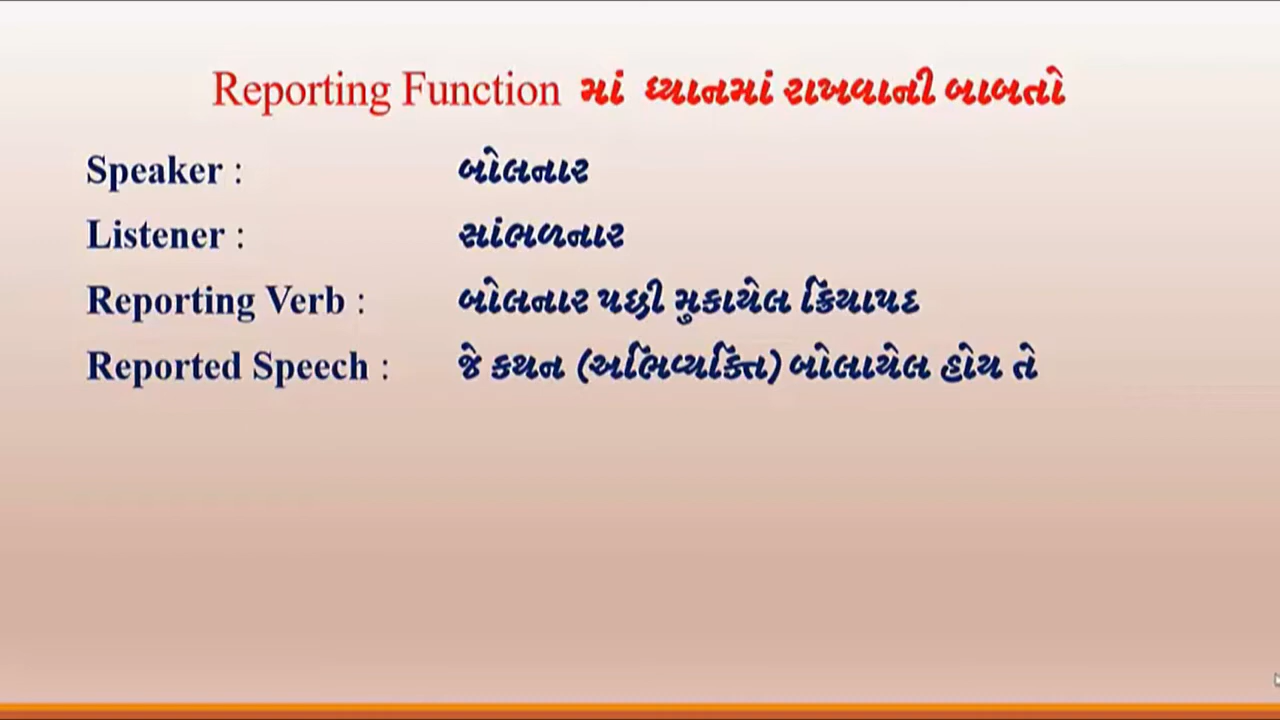 Reporting Function માં ધ્યાનમાં રાખવાની બાબતો
Speaker : બોલનાર
Listener : સાંભળનાર
Reporting Verb : બોલનાર પછી મુકાયેલ ક્રિયાપદ
Reported Speech : જે કથન (અભિવ્યક્તિ) બોલાયેલ હોય તે